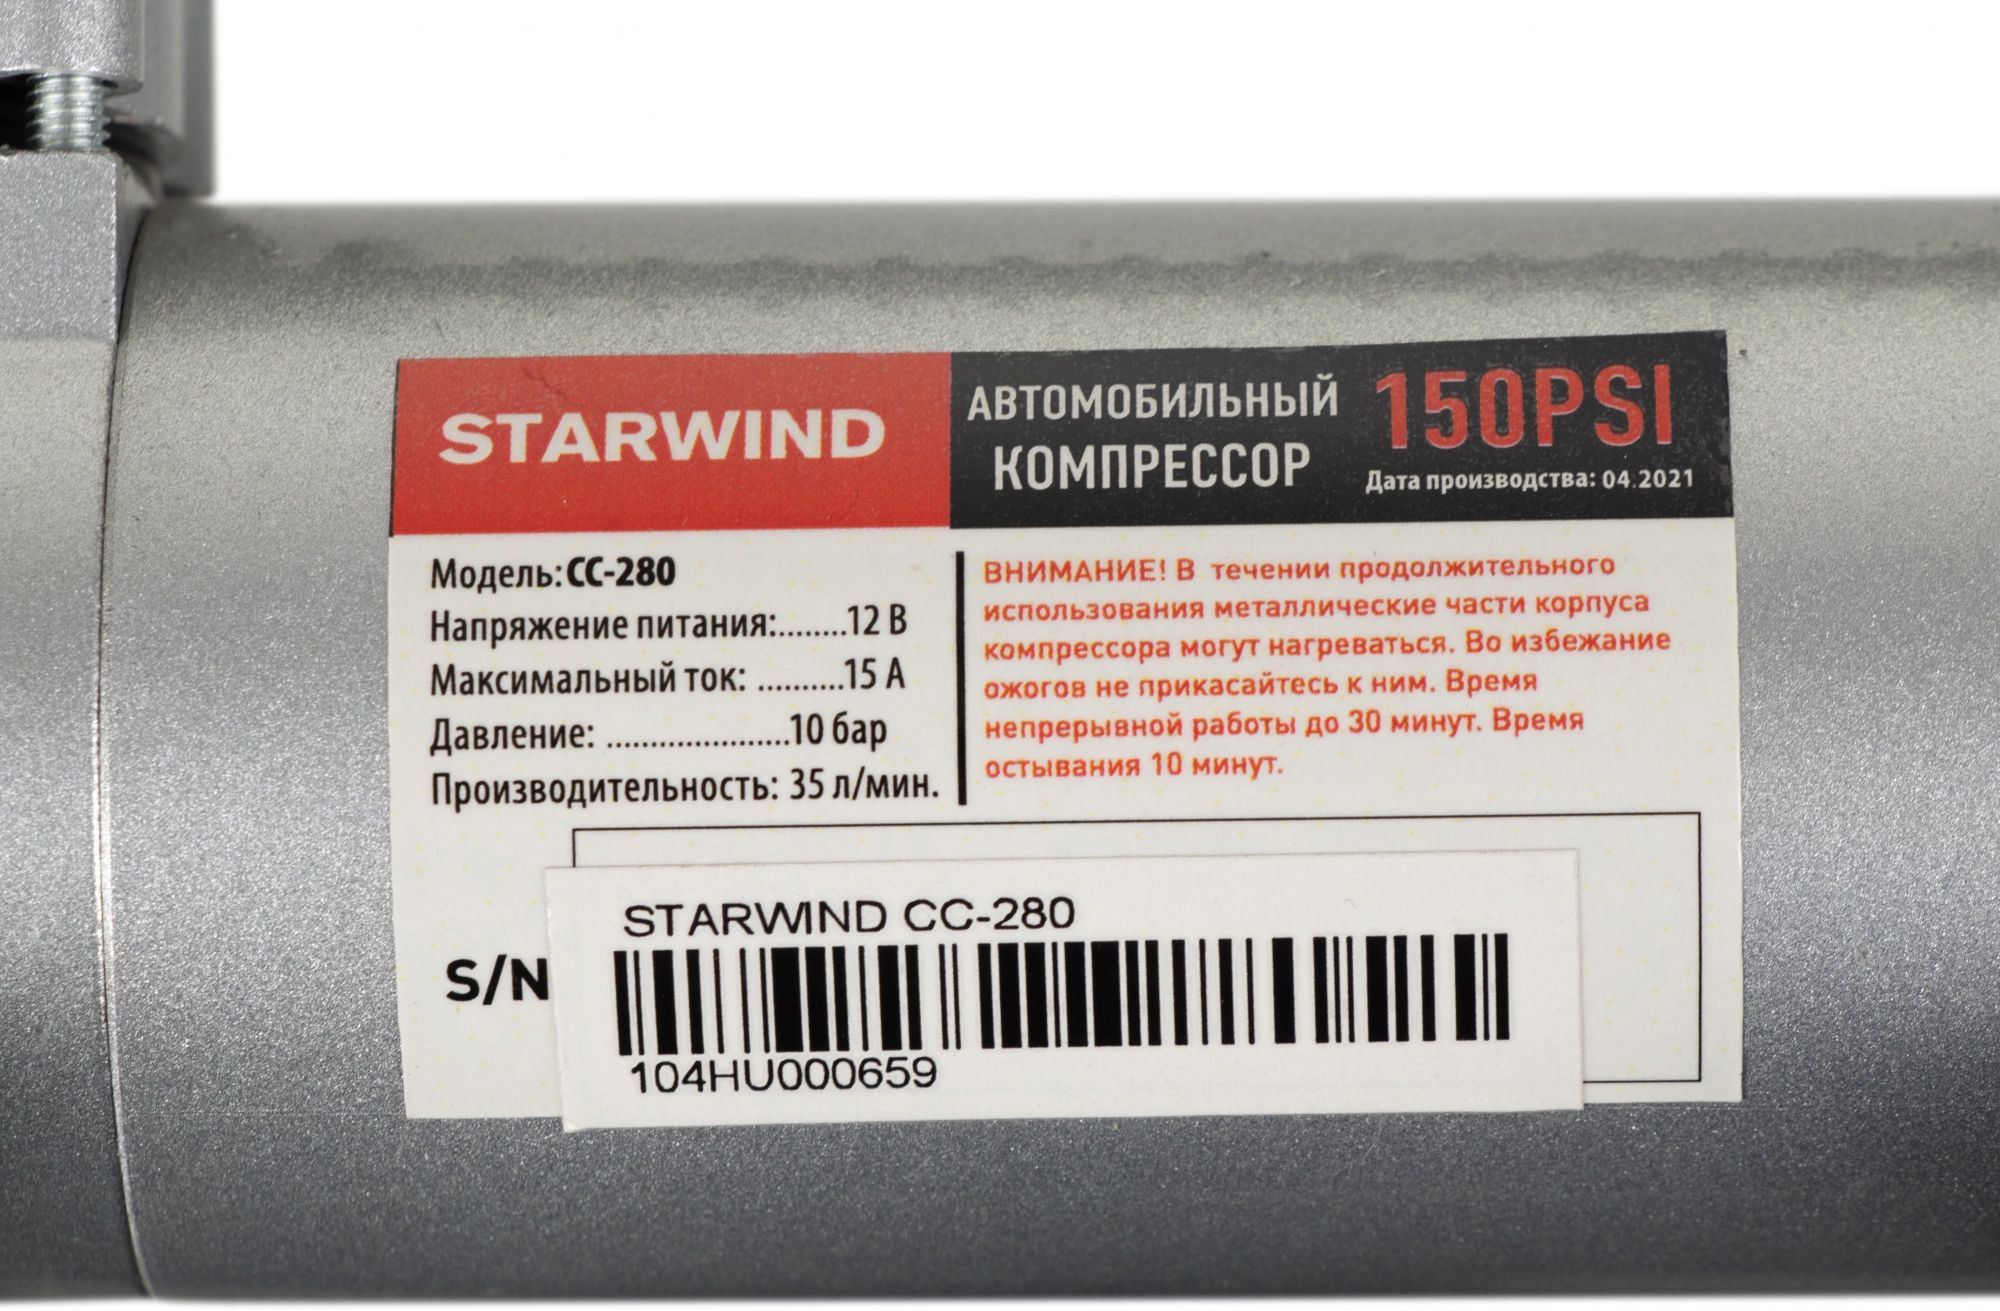 STARWIND
АВТОМОБИЛЬНЫЙ
КОМПРЕССОР
150PSI
Дата производства: 04.2021
Модель: CC-280
Напряжение питания:........12 В
Максимальный ток: ..........15 А
Давление: .....................10 бар
Производительность: 35 л/мин.
ВНИМАНИЕ! В течении продолжительного
использования металлические части корпуса
компрессора могут нагреваться. Во избежание
ожогов не прикасайтесь к ним. Время
непрерывной работы до 30 минут. Время
остывания 10 минут.
S/N
STARWIND CC-280
104HU000659